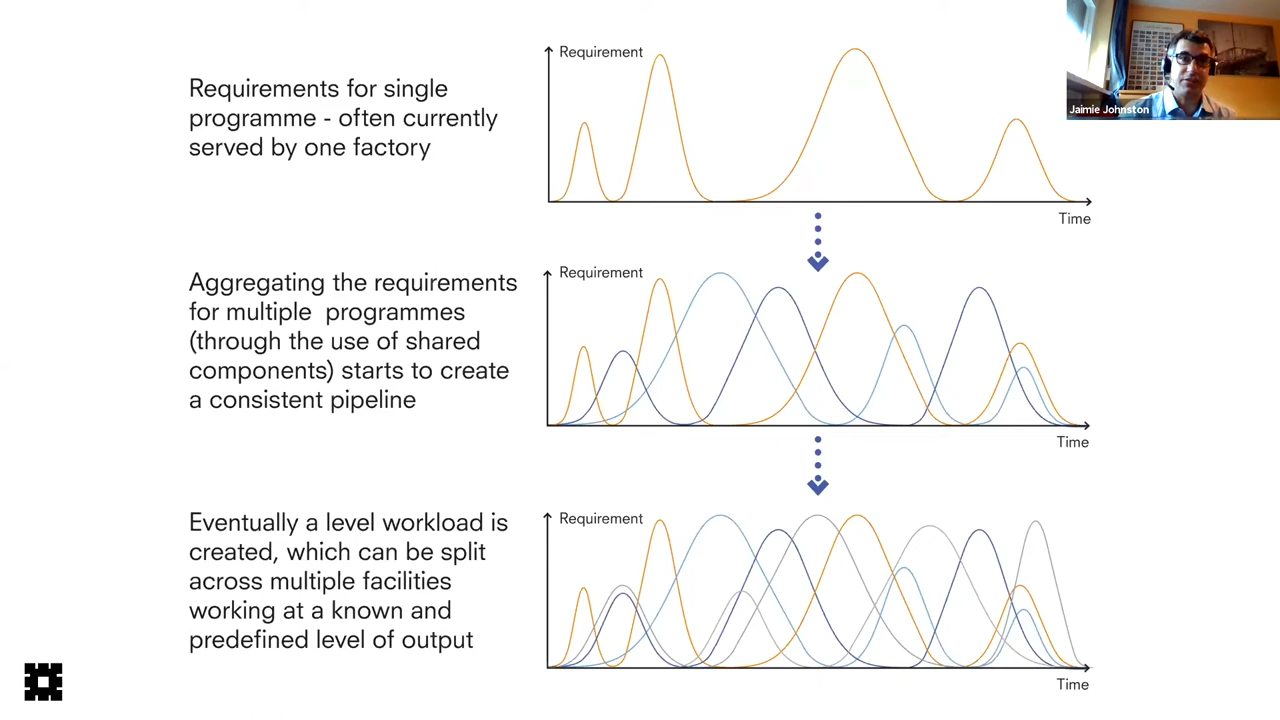 Requirements for single
programme - often currently
served by one factory
Requirement
Time
Jaimie Johnston
Aggregating the requirements
for multiple programmes
(through the use of shared
components) starts to create
a consistent pipeline
Requirement
Time
Eventually a level workload is
created, which can be split
across multiple facilities
working at a known and
predefined level of output
Requirement
Time